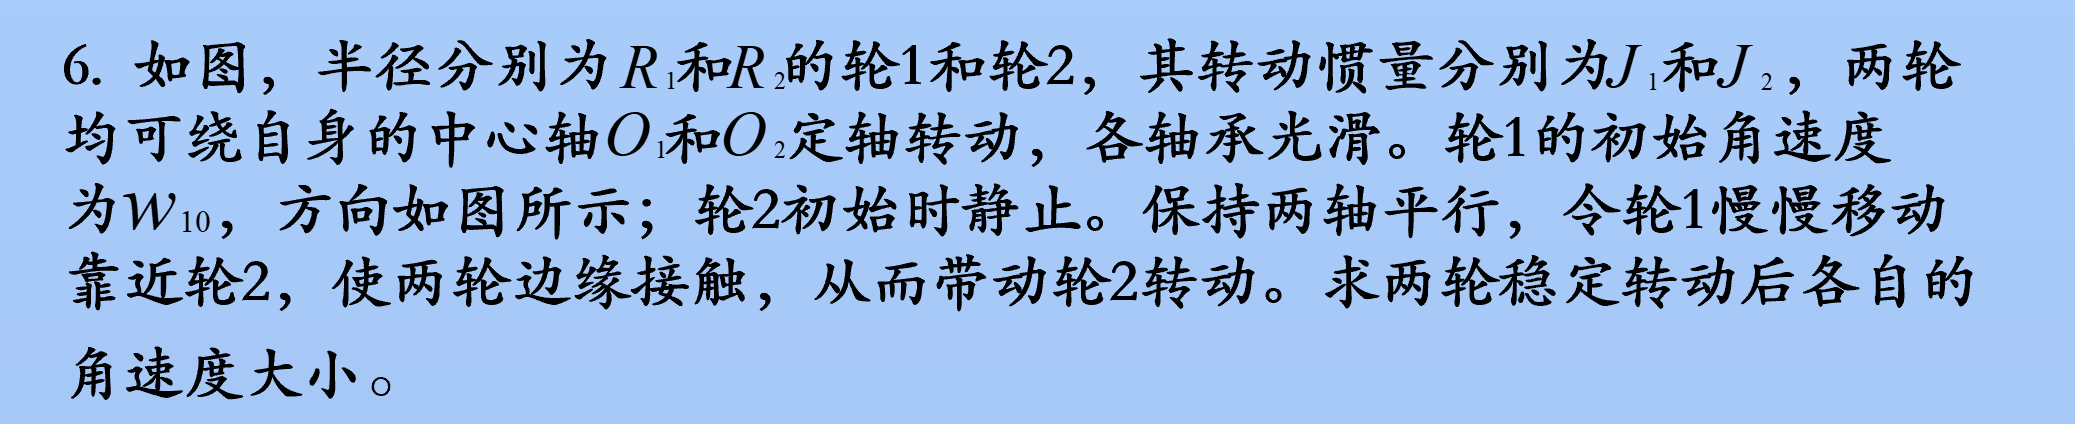 6. 如图，半径分别为R1和R2的轮1和轮2，其转动惯量分别为J1和J2，两轮
均可绕自身的中心轴O1和O2定轴转动，各轴承光滑。轮1的初始角速度
为w10，方向如图所示；轮2初始时静止。保持两轴平行，令轮1慢慢移动
靠近轮2，使两轮边缘接触，从而带动轮2转动。求两轮稳定转动后各自的
角速度大小。